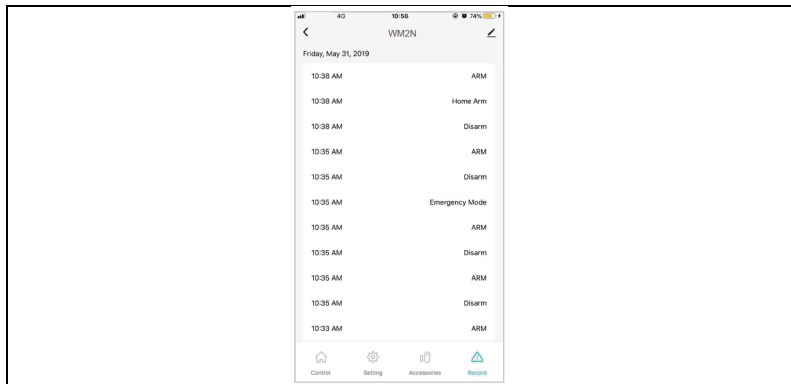 4G 10:56 74%
WM2N
Friday, May 31, 2019
10:38 AM ARM
10:38 AM Home Arm
10:38 AM Disarm
10:35 AM ARM
10:35 AM Disarm
10:35 AM Emergency Mode
10:35 AM ARM
10:35 AM Disarm
10:35 AM ARM
10:35 AM Disarm
10:33 AM ARM
Control Setting Accessories Record